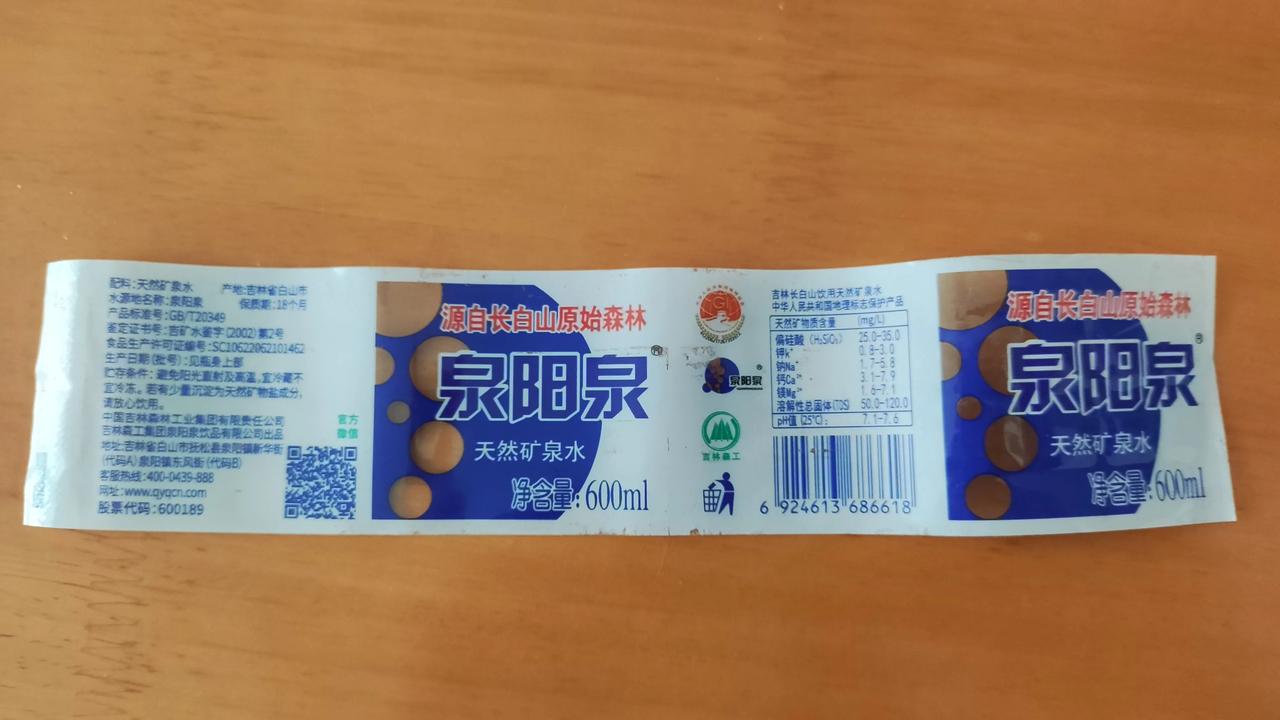 配料:天然矿泉水 产地:吉林省白山市
水源地名称:泉阳泉 保质期:18个月
产品标准号:GB/T20349
鉴定证书号:吉矿水鉴字(2002)第2号
食品生产许可证编号:SC10622062101462
生产日期(批号):见瓶身上部
贮存条件:避免阳光直射及高温,宜冷藏不
宜冷冻。若有少量沉淀为天然矿物盐成分,
请放心饮用。
中国吉林森林工业集团有限责任公司
吉林森工集团泉阳泉饮品有限公司出品
地址:吉林省白山市抚松县泉阳镇新华街
(代码A)泉阳镇东风街(代码B)
客服热线:400-0439-888
网址:www.qyqcn.com
股票代码:600189
官方
微信
源自长白山原始森林
泉阳泉®
天然矿泉水
净含量:600ml
泉阳泉®
吉林森工
吉林长白山饮用天然矿泉水
中华人民共和国地理标志保护产品
天然矿物质含量 (mg/L)
偏硅酸(H₂SiO₃) 25.0-35.0
钾K⁺ 0.8-3.0
钠Na⁺
钙Ca²⁺
镁Mg²⁺
溶解性总固体(TDS) 50.0-120.0
pH值(25℃): 7.1-7.6
6 924613 686618
源自长白山原始森林
泉阳泉®
天然矿泉水
净含量:600ml